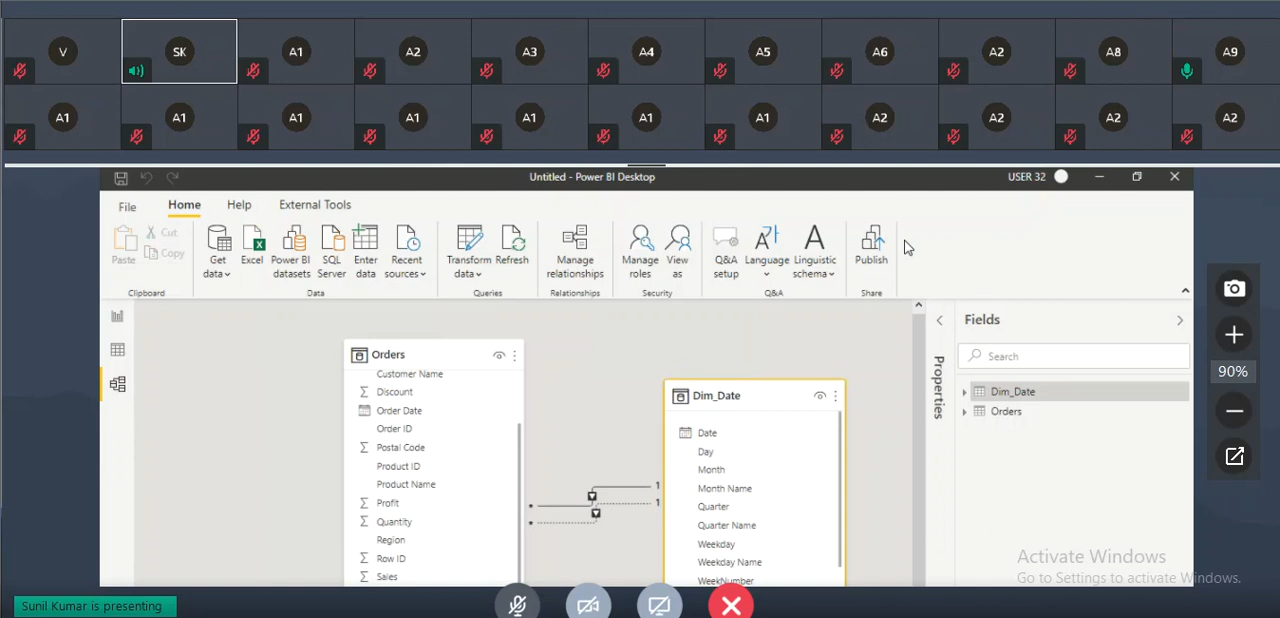 V SK A1 A2 A3 A4 A5 A6 A2 A8 A9
A1 A1 A1 A1 A1 A1 A1 A2 A2 A2 A2
Untitled - Power BI Desktop
USER 32
File Home Help External Tools
Paste
Cut
Copy
Get data
Excel
Power BI datasets
SQL Server
Enter data
Recent sources
Transform data
Refresh
Manage relationships
Manage roles
View as
Q&A setup
Language
Linguistic schema
Publish
Clipboard Data Queries Relationships Security Q&A Share
Orders
Customer Name
Discount
Order Date
Order ID
Postal Code
Product ID
Product Name
Profit
Quantity
Region
Row ID
Sales
*
*
1
1
Dim_Date
Date
Day
Month
Month Name
Quarter
Quarter Name
Weekday
Weekday Name
WeekNumber
Properties
Fields
Search
Dim_Date
Orders
90%
Activate Windows
Go to Settings to activate Windows.
Sunil Kumar is presenting